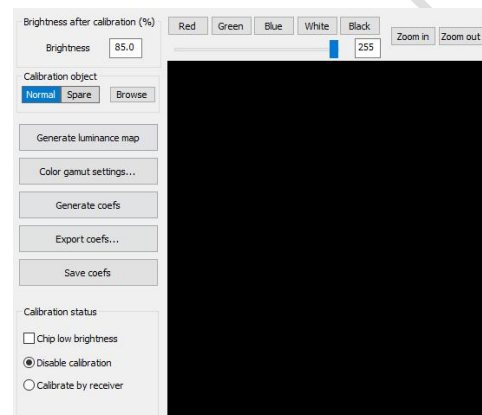 Brightness after calibration (%)
Brightness 85.0
Red Green Blue White Black
255
Zoom in Zoom out
Calibration object
Normal Spare Browse
Generate luminance map
Color gamut settings...
Generate coefs
Export coefs...
Save coefs
Calibration status
Chip low brightness
Disable calibration
Calibrate by receiver